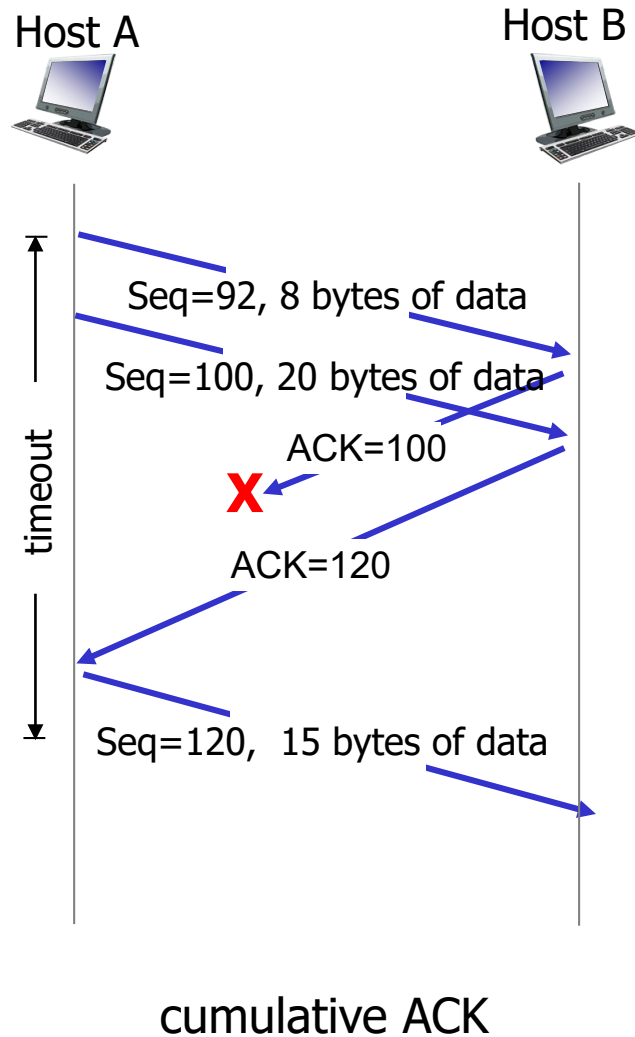 Host A
Host B
Seq=92, 8 bytes of data
Seq=100, 20 bytes of data
ACK=100
X
timeout
ACK=120
Seq=120, 15 bytes of data
cumulative ACK